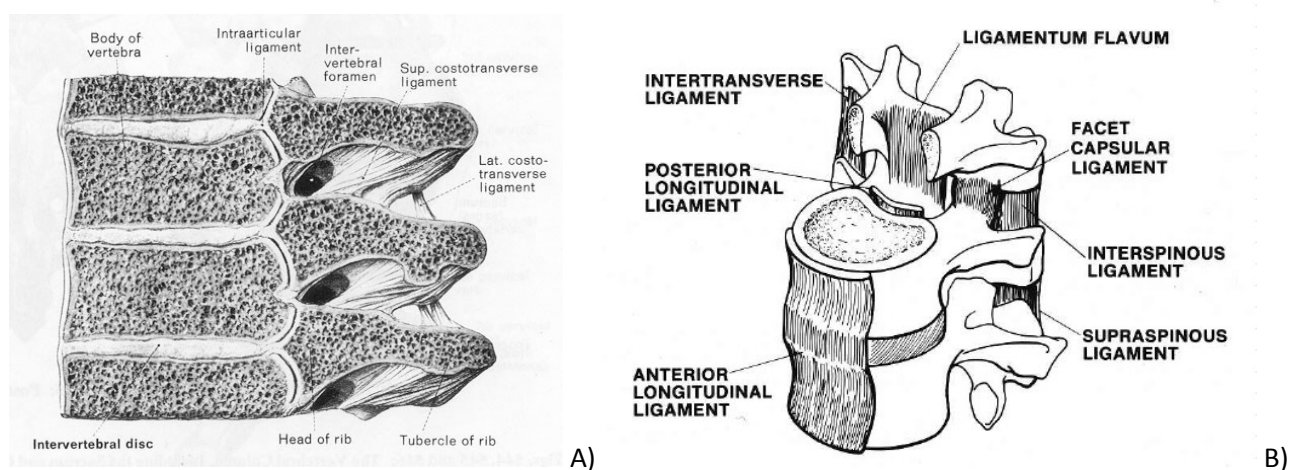 Body of
vertebra
Intraarticular
ligament
Inter-
vertebral
foramen
Sup. costotransverse
ligament
Lat. costo-
transverse
ligament
Intervertebral disc
Head of rib
Tubercle of rib
A)
LIGAMENTUM FLAVUM
INTERTRANSVERSE
LIGAMENT
FACET
CAPSULAR
LIGAMENT
POSTERIOR
LONGITUDINAL
LIGAMENT
INTERSPINOUS
LIGAMENT
SUPRASPINOUS
LIGAMENT
ANTERIOR
LONGITUDINAL
LIGAMENT
B)